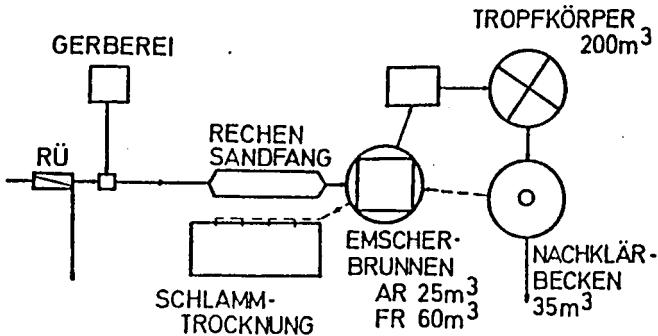 TROPFKÖRPER
200m³
GERBEREI
RECHEN
SANDFANG
RÜ
EMSCHER-
BRUNNEN
AR 25m³
FR 60m³
NACHKLÄR-
BECKEN
35m³
SCHLAMM-
TROCKNUNG